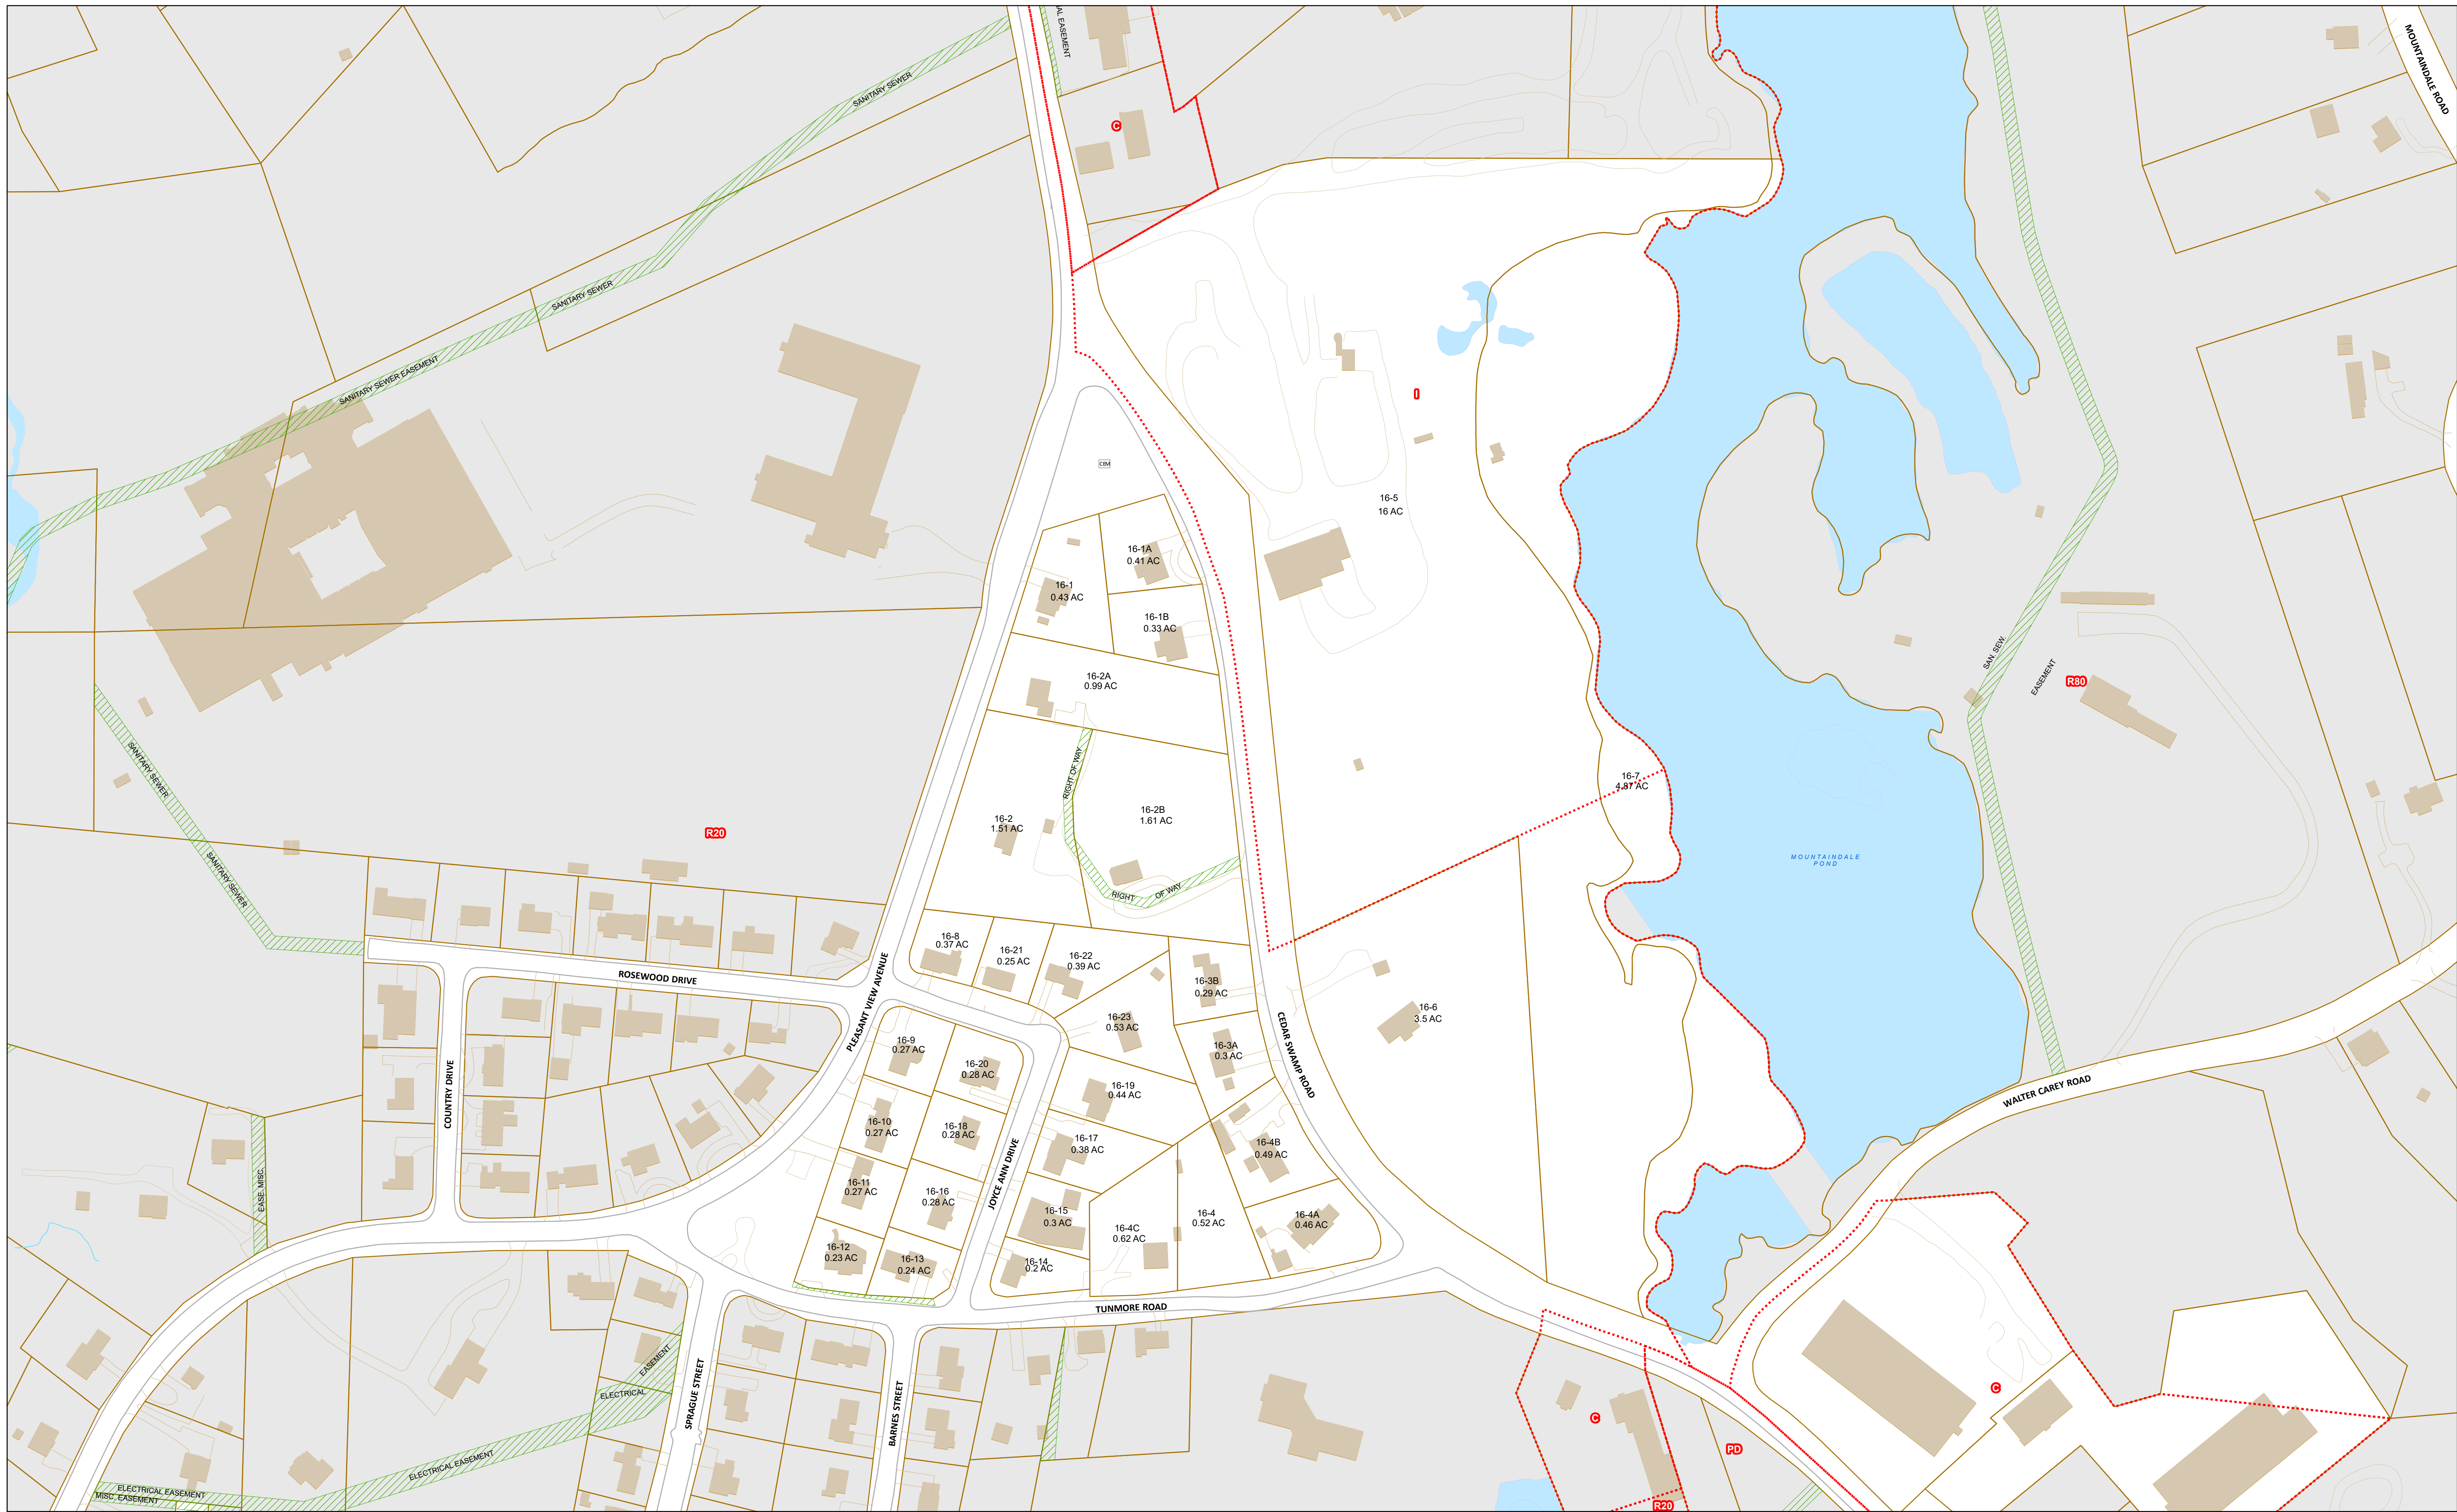 MOUNTAINDALE ROAD
AL EASEMENT
SANITARY SEWER
C
SANITARY SEWER
SANITARY SEWER EASEMENT
I
CEM
16-5
16 AC
16-1A
0.41 AC
16-1
0.43 AC
16-1B
0.33 AC
SAN. SEW.
EASEMENT
R80
16-2A
0.99 AC
SANITARY SEWER
RIGHT OF WAY
16-7
4.87 AC
16-2B
1.61 AC
16-2
1.51 AC
R20
MOUNTAINDALE
POND
SANITARY SEWER
RIGHT
OF WAY
16-8
0.37 AC
16-21
0.25 AC
16-22
0.39 AC
ROSEWOOD DRIVE
PLEASANT VIEW AVENUE
16-3B
0.29 AC
16-6
3.5 AC
16-23
0.53 AC
CEDAR SWAMP ROAD
16-9
0.27 AC
16-3A
0.3 AC
16-20
0.28 AC
COUNTRY DRIVE
16-19
0.44 AC
WALTER CAREY ROAD
16-10
0.27 AC
16-18
0.28 AC
16-17
0.38 AC
16-4B
0.49 AC
JOYCE ANN DRIVE
EASE. MISC.
16-11
0.27 AC
16-16
0.28 AC
16-15
0.3 AC
16-4
0.52 AC
16-4A
0.46 AC
16-4C
0.62 AC
16-12
0.23 AC
16-13
0.24 AC
16-14
0.2 AC
TUNMORE ROAD
EASEMENT
ELECTRICAL
SPRAGUE STREET
BARNES STREET
C
C
PD
ELECTRICAL EASEMENT
ELECTRICAL EASEMENT
MISC. EASEMENT
R20